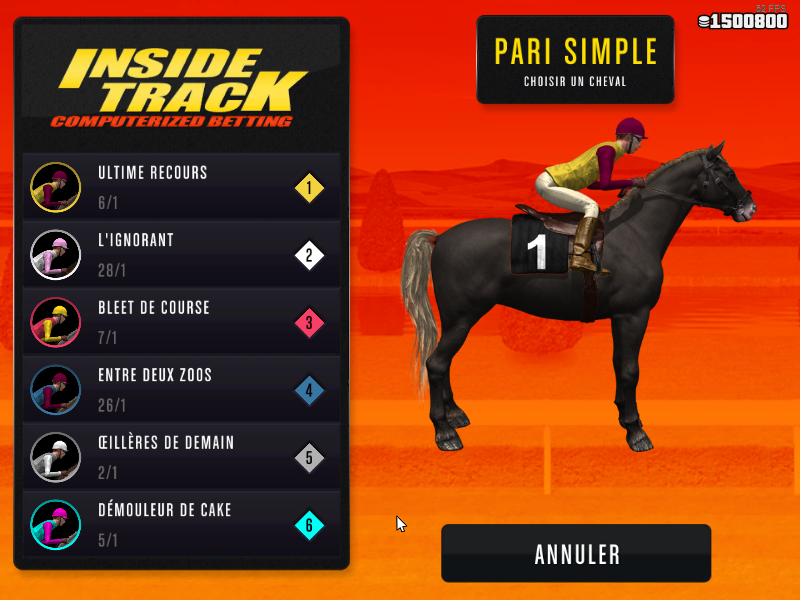 52 FPS
1500800
INSIDE
TRACK
COMPUTERIZED BETTING
PARI SIMPLE
CHOISIR UN CHEVAL
ULTIME RECOURS
6/1
1
L'IGNORANT
28/1
2
BLEET DE COURSE
7/1
3
ENTRE DEUX ZOOS
26/1
4
ŒILLÈRES DE DEMAIN
2/1
5
DÉMOULEUR DE CAKE
5/1
6
1
ANNULER